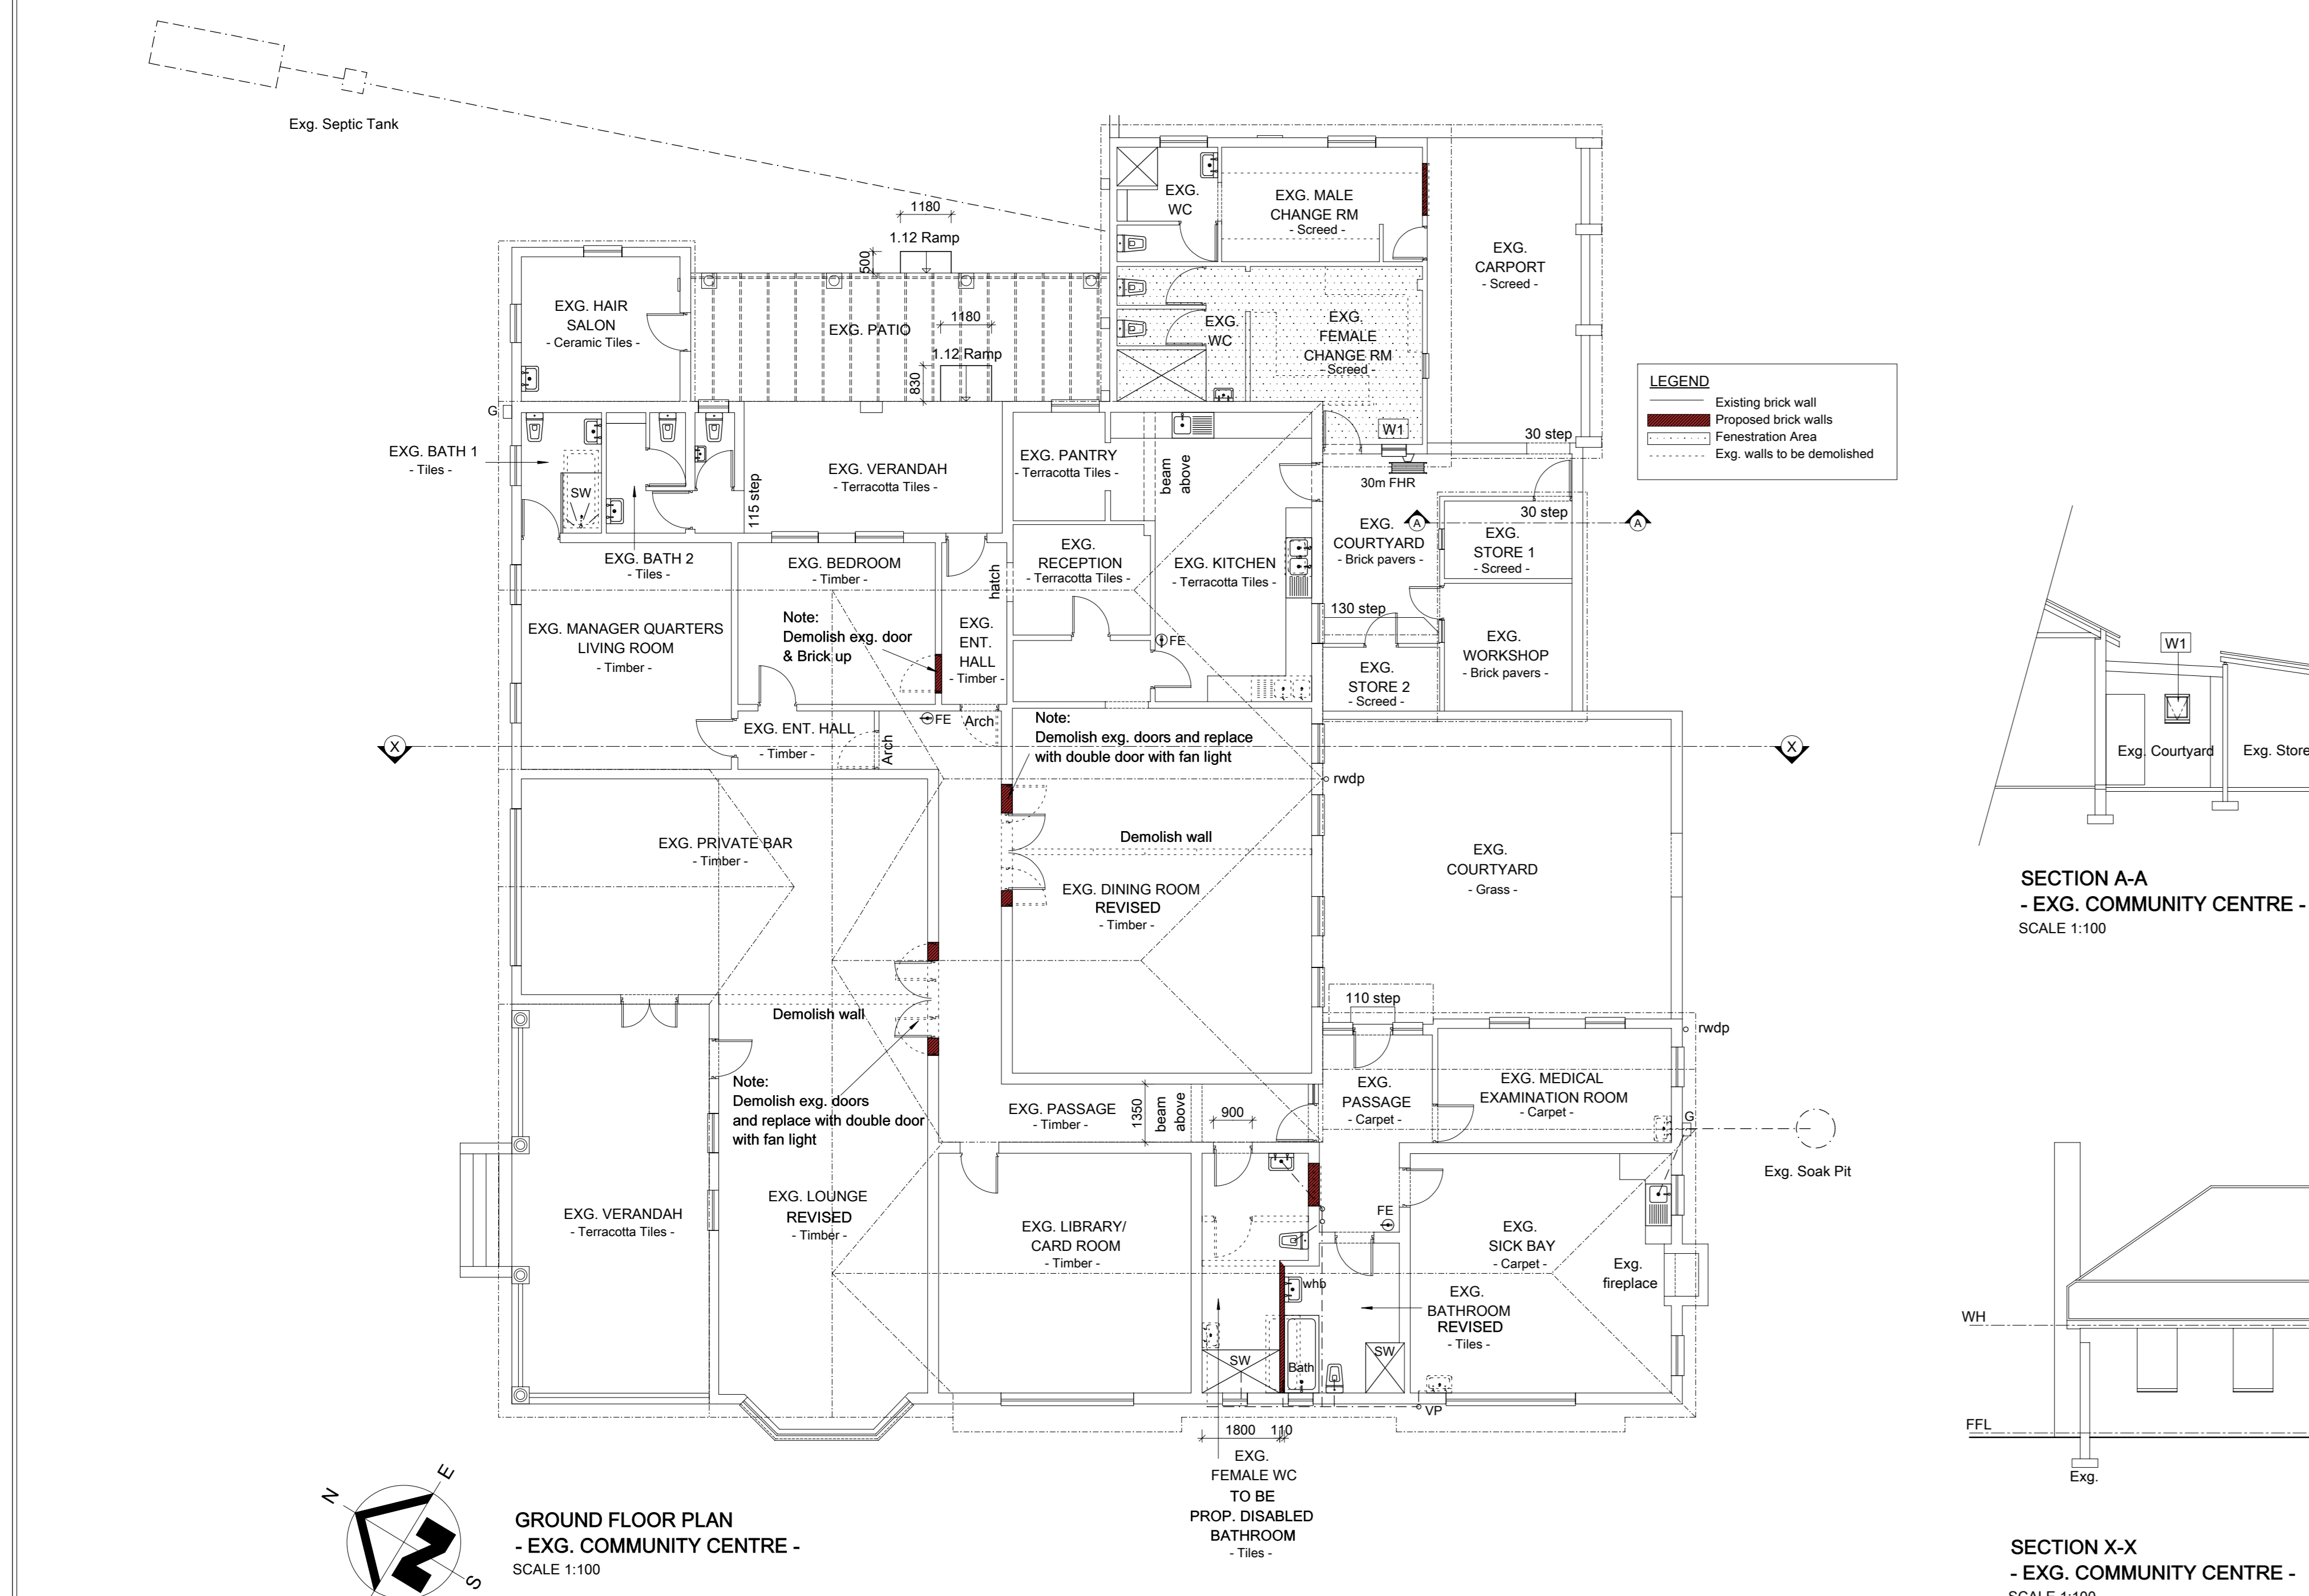 Exg. Septic Tank
EXG.
WC
EXG. MALE
CHANGE RM
- Screed -
EXG.
CARPORT
- Screed -
1180
1.12 Ramp
500
EXG. HAIR
SALON
- Ceramic Tiles -
EXG. PATIO
1180
1.12 Ramp
830
EXG.
WC
EXG.
FEMALE
CHANGE RM
- Screed -
LEGEND
Existing brick wall
Proposed brick walls
Fenestration Area
Exg. walls to be demolished
G
EXG. BATH 1
- Tiles -
SW
115 step
EXG. VERANDAH
- Terracotta Tiles -
EXG. PANTRY
- Terracotta Tiles -
beam
above
W1
30 step
30m FHR
EXG. BATH 2
- Tiles -
EXG. BEDROOM
- Timber -
hatch
EXG.
RECEPTION
- Terracotta Tiles -
EXG. KITCHEN
- Terracotta Tiles -
EXG.
COURTYARD
- Brick pavers -
A
A
30 step
EXG.
STORE 1
- Screed -
130 step
EXG. MANAGER QUARTERS
LIVING ROOM
- Timber -
Note:
Demolish exg. door
& Brick up
EXG.
ENT.
HALL
- Timber -
FE
EXG.
WORKSHOP
- Brick pavers -
EXG.
STORE 2
- Screed -
W1
Exg. Courtyard
Exg. Store
X
EXG. ENT. HALL
- Timber -
Arch
FE
Arch
Note:
Demolish exg. doors and replace
with double door with fan light
X
rwdp
EXG. PRIVATE BAR
- Timber -
Demolish wall
EXG. DINING ROOM
REVISED
- Timber -
EXG.
COURTYARD
- Grass -
SECTION A-A
- EXG. COMMUNITY CENTRE -
SCALE 1:100
Demolish wall
110 step
rwdp
Note:
Demolish exg. doors
and replace with double door
with fan light
EXG. PASSAGE
- Timber -
1350
beam
above
900
EXG.
PASSAGE
- Carpet -
EXG. MEDICAL
EXAMINATION ROOM
- Carpet -
G
Exg. Soak Pit
EXG. VERANDAH
- Terracotta Tiles -
EXG. LOUNGE
REVISED
- Timber -
EXG. LIBRARY/
CARD ROOM
- Timber -
FE
EXG.
SICK BAY
- Carpet -
Exg.
fireplace
whb
EXG.
BATHROOM
REVISED
- Tiles -
SW
Bath
SW
VP
1800
110
EXG.
FEMALE WC
TO BE
PROP. DISABLED
BATHROOM
- Tiles -
WH
FFL
Exg.
N
E
S
GROUND FLOOR PLAN
- EXG. COMMUNITY CENTRE -
SCALE 1:100
SECTION X-X
- EXG. COMMUNITY CENTRE -
SCALE 1:100